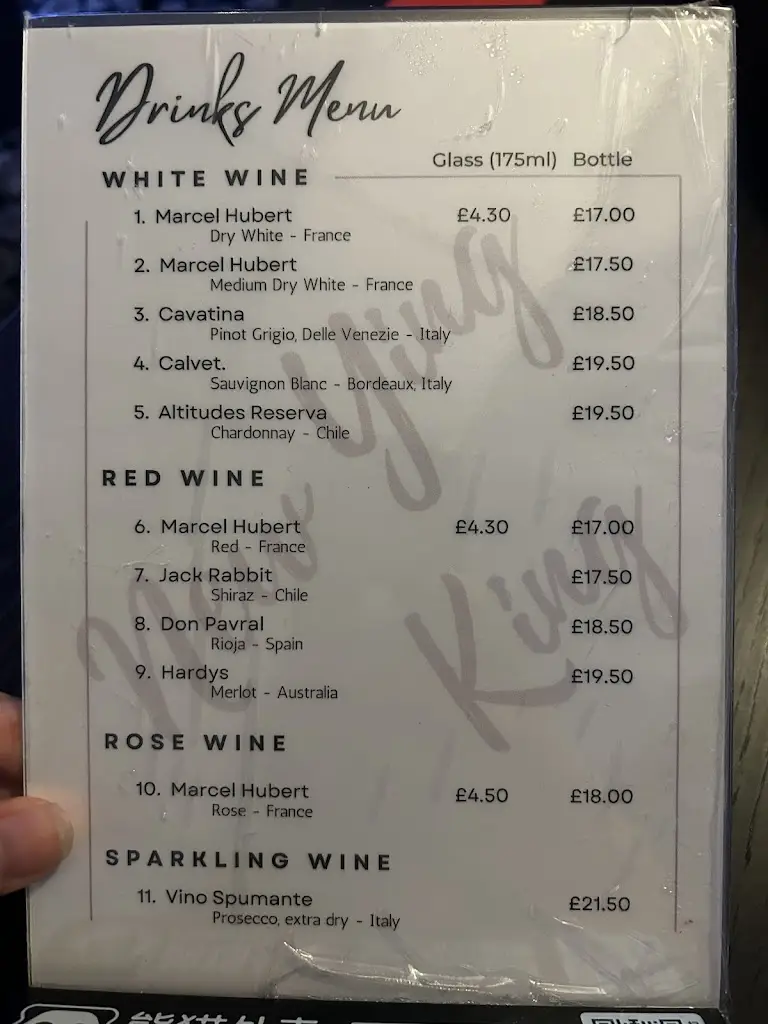 Drinks Menu
Glass (175ml) Bottle
WHITE WINE
1. Marcel Hubert £4.30 £17.00
Dry White - France
2. Marcel Hubert £17.50
Medium Dry White - France
3. Cavatina £18.50
Pinot Grigio, Delle Venezie - Italy
4. Calvet. £19.50
Sauvignon Blanc - Bordeaux, Italy
5. Altitudes Reserva £19.50
Chardonnay - Chile
RED WINE
6. Marcel Hubert £4.30 £17.00
Red - France
7. Jack Rabbit £17.50
Shiraz - Chile
8. Don Pavral £18.50
Rioja - Spain
9. Hardys £19.50
Merlot - Australia
ROSE WINE
10. Marcel Hubert £4.50 £18.00
Rose - France
SPARKLING WINE
11. Vino Spumante £21.50
Prosecco, extra dry - Italy
Ying
King